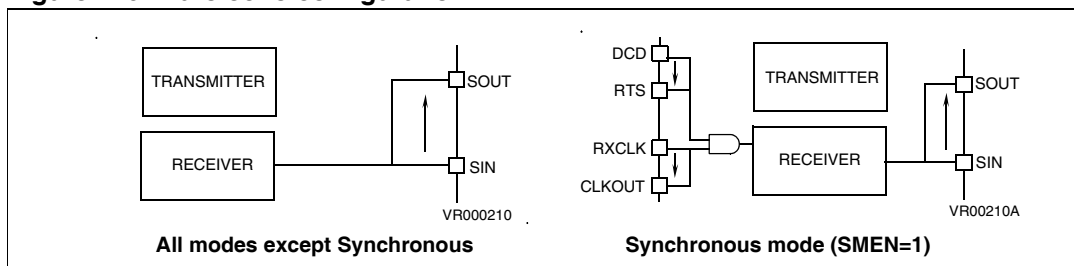 TRANSMITTER
RECEIVER
SOUT
SIN
VR000210
All modes except Synchronous
DCD
RTS
RXCLK
CLKOUT
TRANSMITTER
RECEIVER
SOUT
SIN
VR00210A
Synchronous mode (SMEN=1)